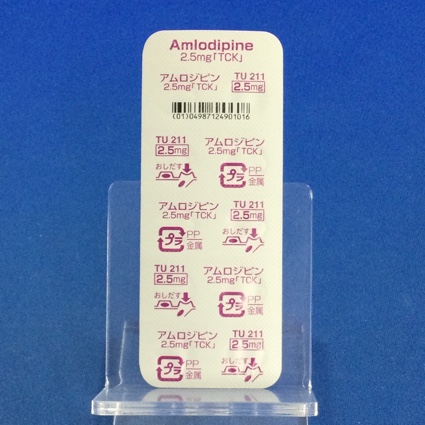 Amlodipine
2.5mg「TCK」
アムロジピン TU 211
2.5mg「TCK」 2.5mg
(01)04987124901016
TU 211 アムロジピン
2.5mg 2.5mg「TCK」
おしだす プラ PP
金属
アムロジピン TU 211
2.5mg「TCK」 2.5mg
プラ PP おしだす
金属
TU 211 アムロジピン
2.5mg 2.5mg「TCK」
おしだす プラ PP
金属
アムロジピン TU 211
2.5mg「TCK」 2.5mg
プラ PP おしだす
金属